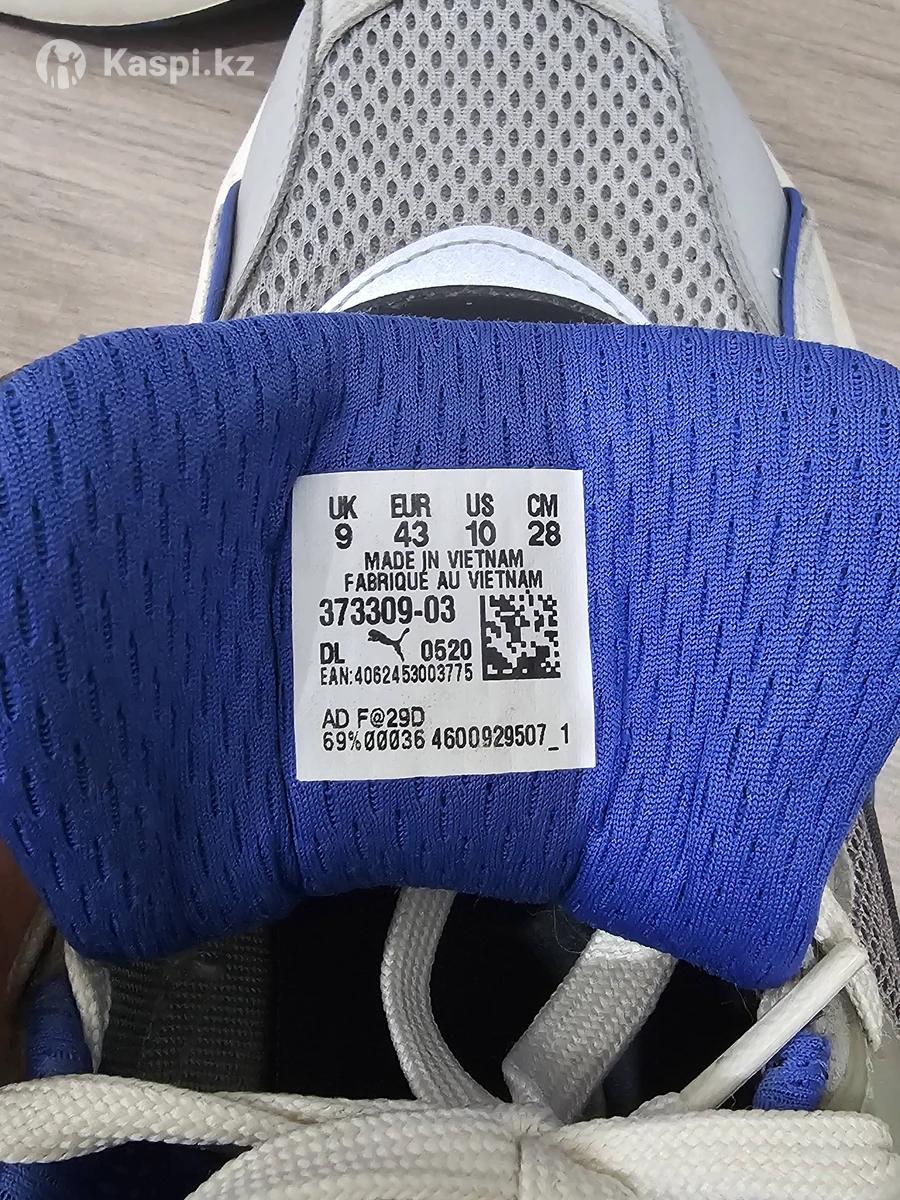 Kaspi.kz
UK EUR US CM
9 43 10 28
MADE IN VIETNAM
FABRIQUE AU VIETNAM
373309-03
DL 0520
EAN:4062453003775
AD F@29D
69%00036 4600929507_1